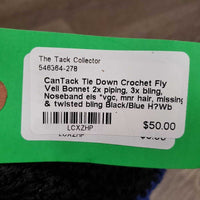 The Tack Collector
546364-278
CanTack Tie Down Crochet Fly
Veil Bonnet 2x piping, 3x bling,
Noseband els *vgc, mnr hair, missing
& twisted bling Black/Blue H?Wb
$50.00
LCXZHP